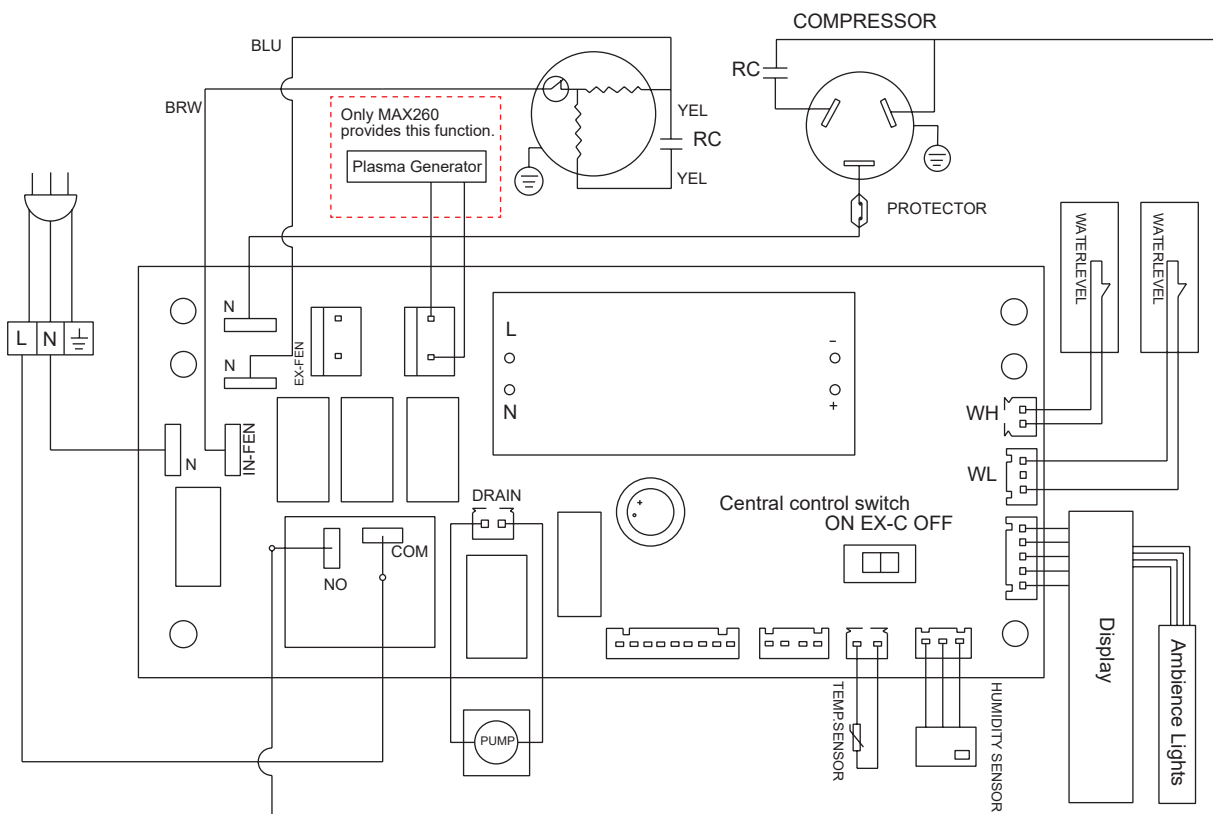 COMPRESSOR
BLU
RC
BRW
Only MAX260
provides this function.
YEL
RC
Plasma Generator
YEL
PROTECTOR
WATERLEVEL
WATERLEVEL
N
L
-
L N
N
EX-FEN
N
+
WH
IN-FEN
N
WL
DRAIN
Central control switch
+
ON EX-C OFF
COM
NO
Display
Ambience Lights
TEMP.SENSOR
HUMIDITY SENSOR
PUMP